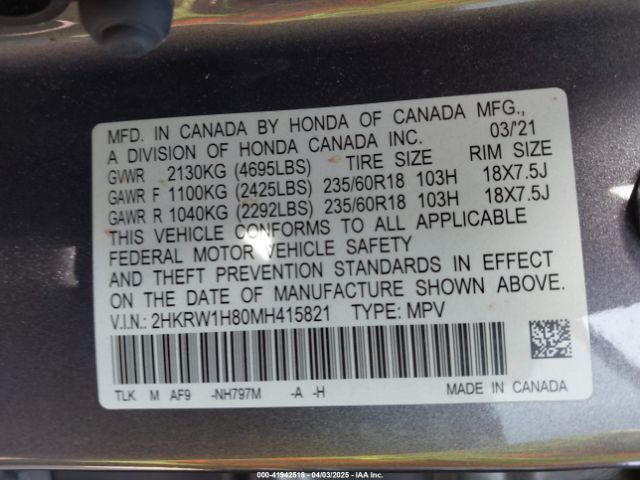 MFD. IN CANADA BY HONDA OF CANADA MFG.,
A DIVISION OF HONDA CANADA INC. 03/'21
GVWR 2130KG (4695LBS) TIRE SIZE RIM SIZE
GAWR F 1100KG (2425LBS) 235/60R18 103H 18X7.5J
GAWR R 1040KG (2292LBS) 235/60R18 103H 18X7.5J
THIS VEHICLE CONFORMS TO ALL APPLICABLE
FEDERAL MOTOR VEHICLE SAFETY
AND THEFT PREVENTION STANDARDS IN EFFECT
ON THE DATE OF MANUFACTURE SHOWN ABOVE.
V.I.N.: 2HKRW1H80MH415821 TYPE: MPV
TLK M AF9 -NH797M -A -H MADE IN CANADA
000-41942518 - 04/03/2025 - IAA Inc.